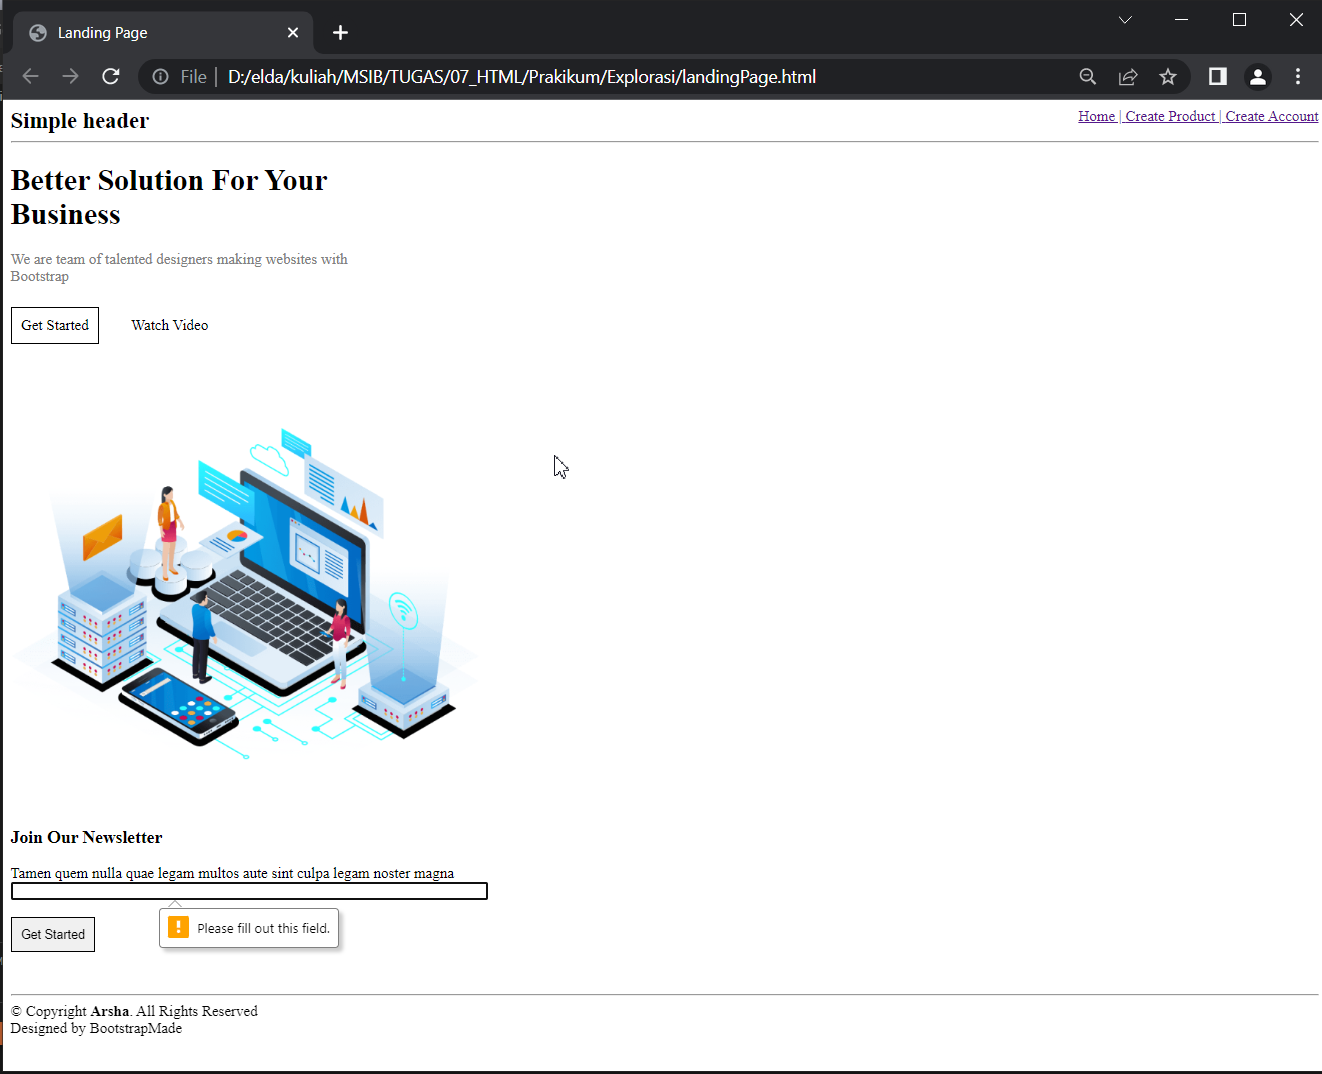 Landing Page
File | D:/elda/kuliah/MSIB/TUGAS/07_HTML/Prakikum/Explorasi/landingPage.html
Simple header
Home | Create Product | Create Account
Better Solution For Your
Business
We are team of talented designers making websites with
Bootstrap
Get Started
Watch Video
Join Our Newsletter
Tamen quem nulla quae legam multos aute sint culpa legam noster magna
Please fill out this field.
Get Started
© Copyright Arsha. All Rights Reserved
Designed by BootstrapMade